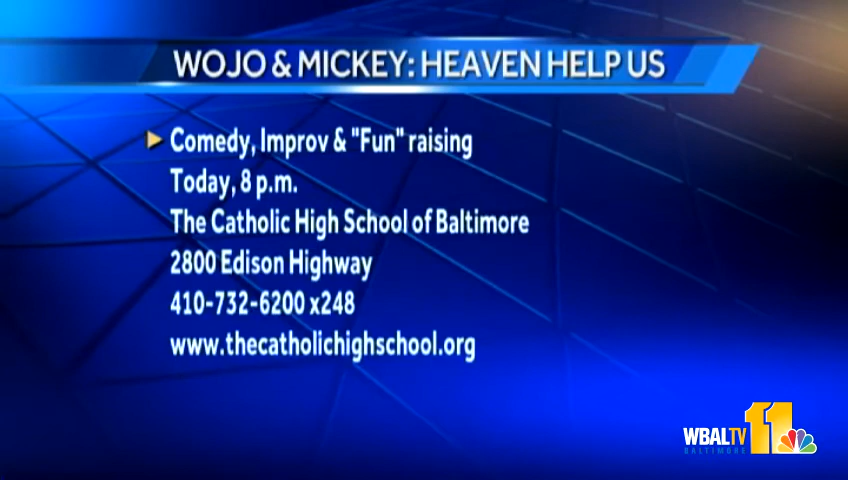 WOJO & MICKEY: HEAVEN HELP US
Comedy, Improv & "Fun" raising
Today, 8 p.m.
The Catholic High School of Baltimore
2800 Edison Highway
410-732-6200 x248
www.thecatholichighschool.org
WBALTV 11
BALTIMORE